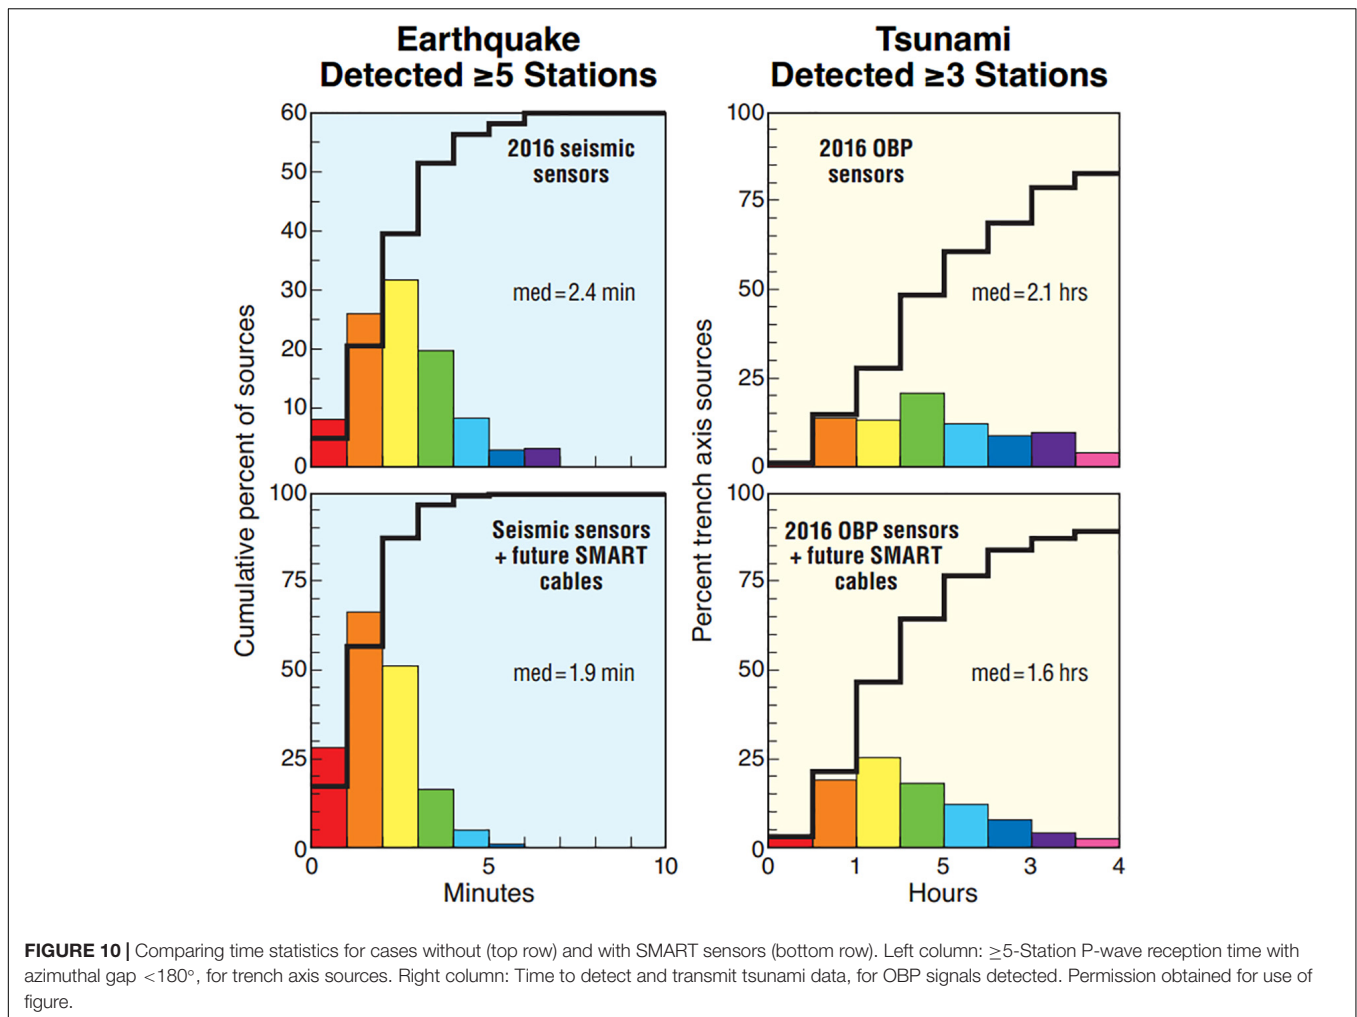 Earthquake
Detected ≥5 Stations
Tsunami
Detected ≥3 Stations
Cumulative percent of sources
60
50
40
30
20
10
0
2016 seismic
sensors
med=2.4 min
Percent trench axis sources
100
75
50
25
0
2016 OBP
sensors
med=2.1 hrs
100
75
50
25
0
Seismic sensors
+ future SMART
cables
med=1.9 min
0 5 10
Minutes
100
75
50
25
0
2016 OBP sensors
+ future SMART
cables
med=1.6 hrs
0 1 5 3 4
Hours
FIGURE 10 | Comparing time statistics for cases without (top row) and with SMART sensors (bottom row). Left column: ≥5-Station P-wave reception time with
azimuthal gap <180°, for trench axis sources. Right column: Time to detect and transmit tsunami data, for OBP signals detected. Permission obtained for use of
figure.